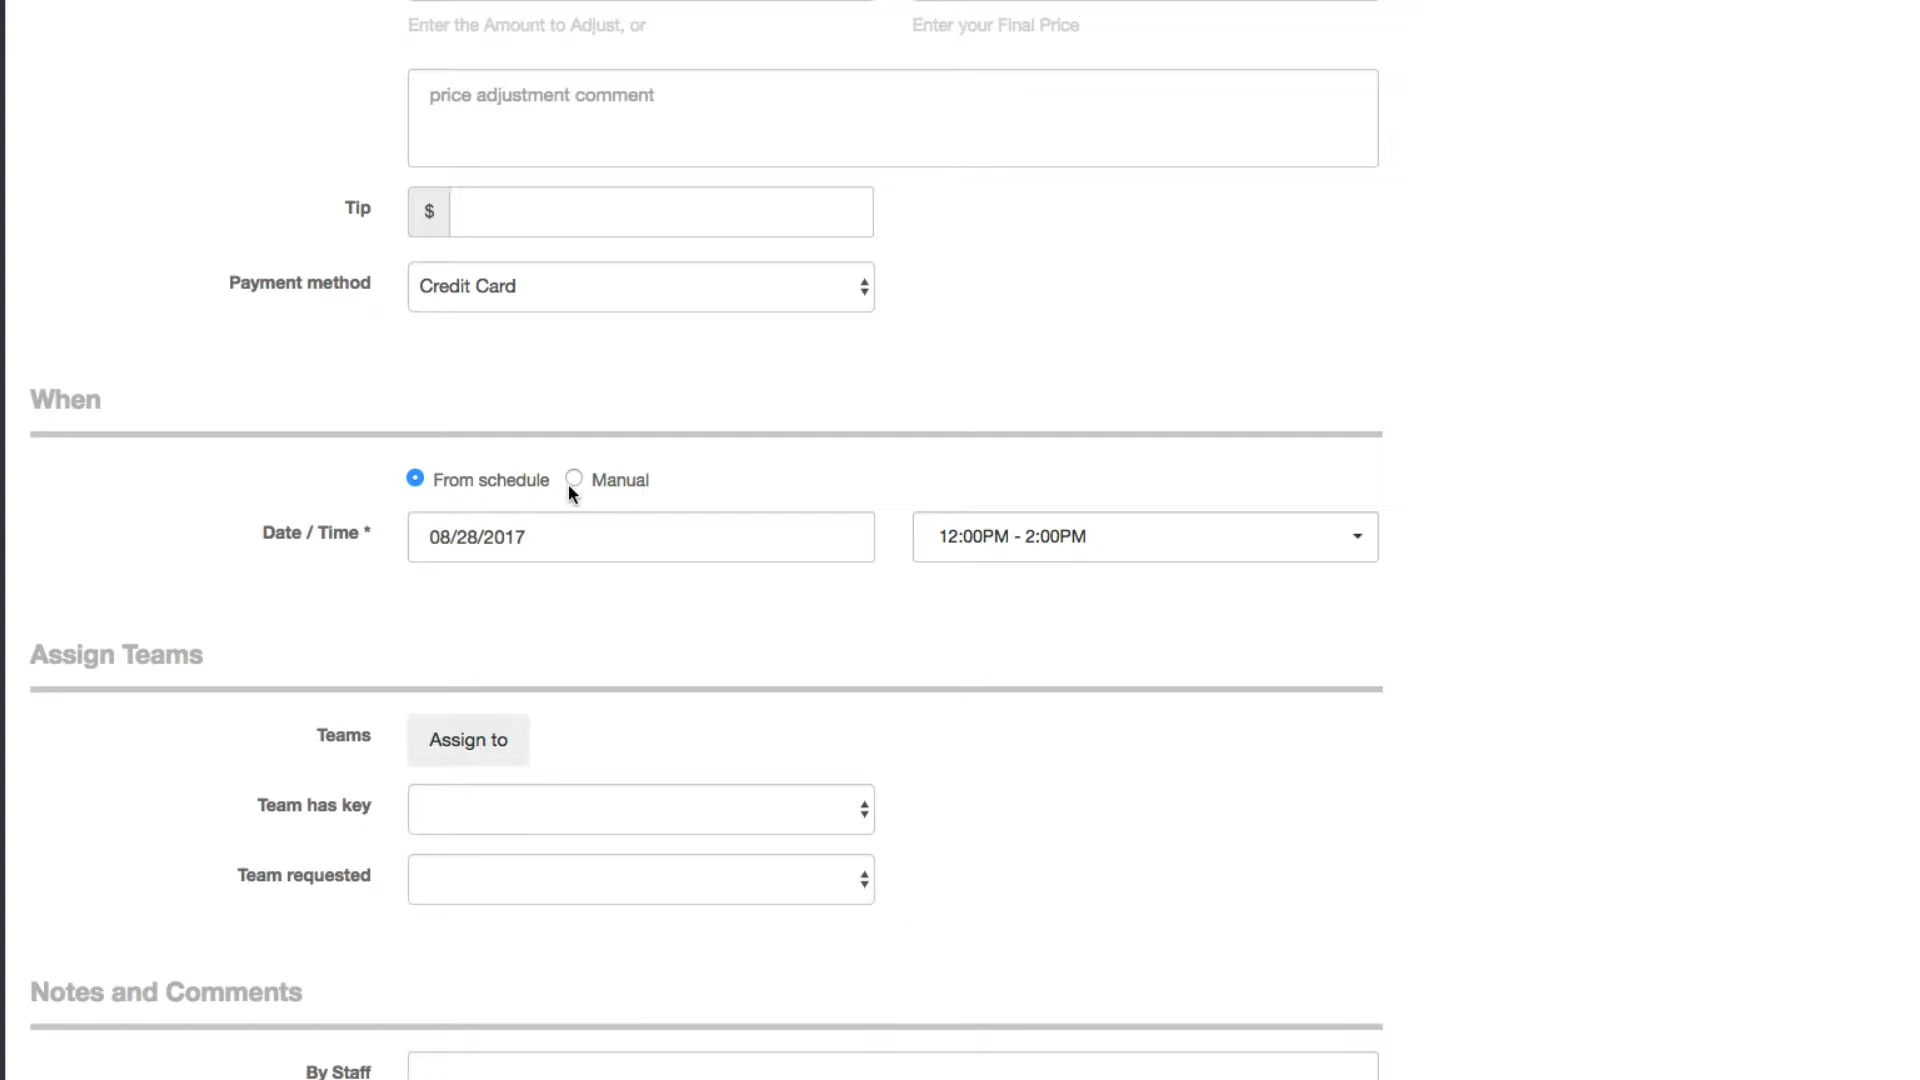 Enter the Amount to Adjust, or
Enter your Final Price
price adjustment comment
Tip
$
Payment method
Credit Card
When
From schedule
Manual
Date / Time *
08/28/2017
12:00PM - 2:00PM
Assign Teams
Teams
Assign to
Team has key
Team requested
Notes and Comments
By Staff